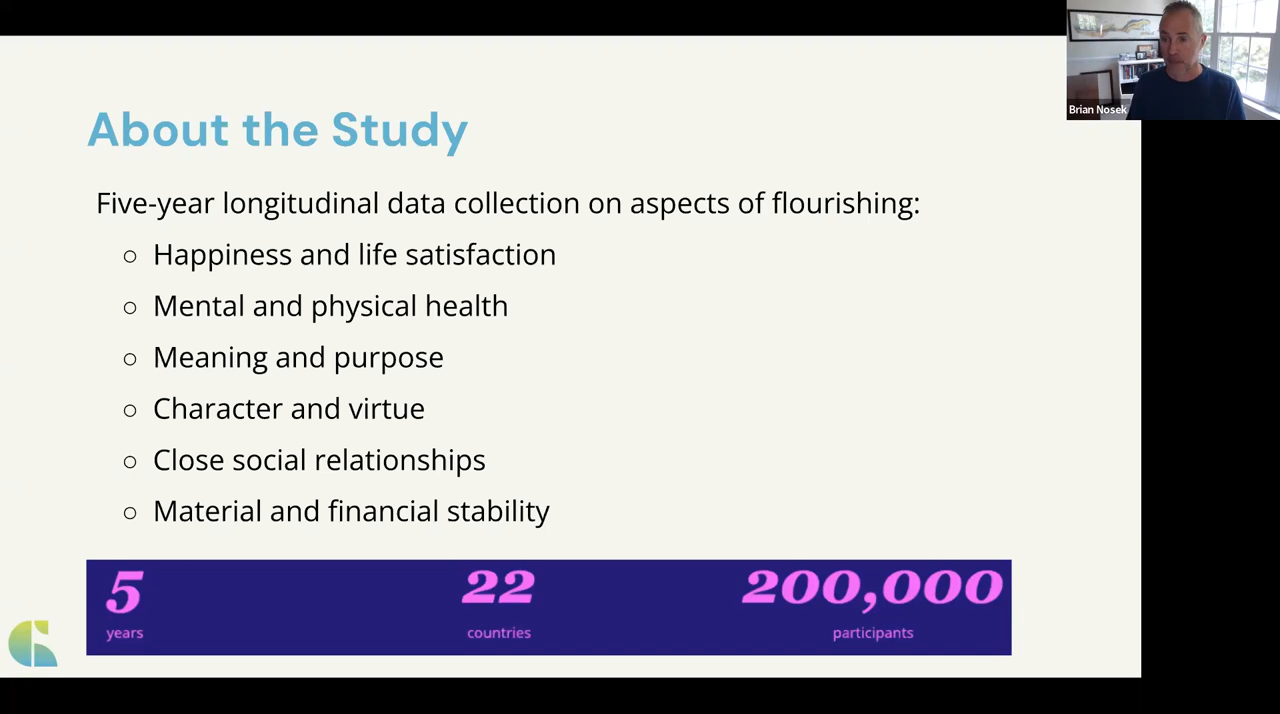 Brian Nosek
About the Study
Five-year longitudinal data collection on aspects of flourishing:
○ Happiness and life satisfaction
○ Mental and physical health
○ Meaning and purpose
○ Character and virtue
○ Close social relationships
○ Material and financial stability
5 22 200,000
years countries participants